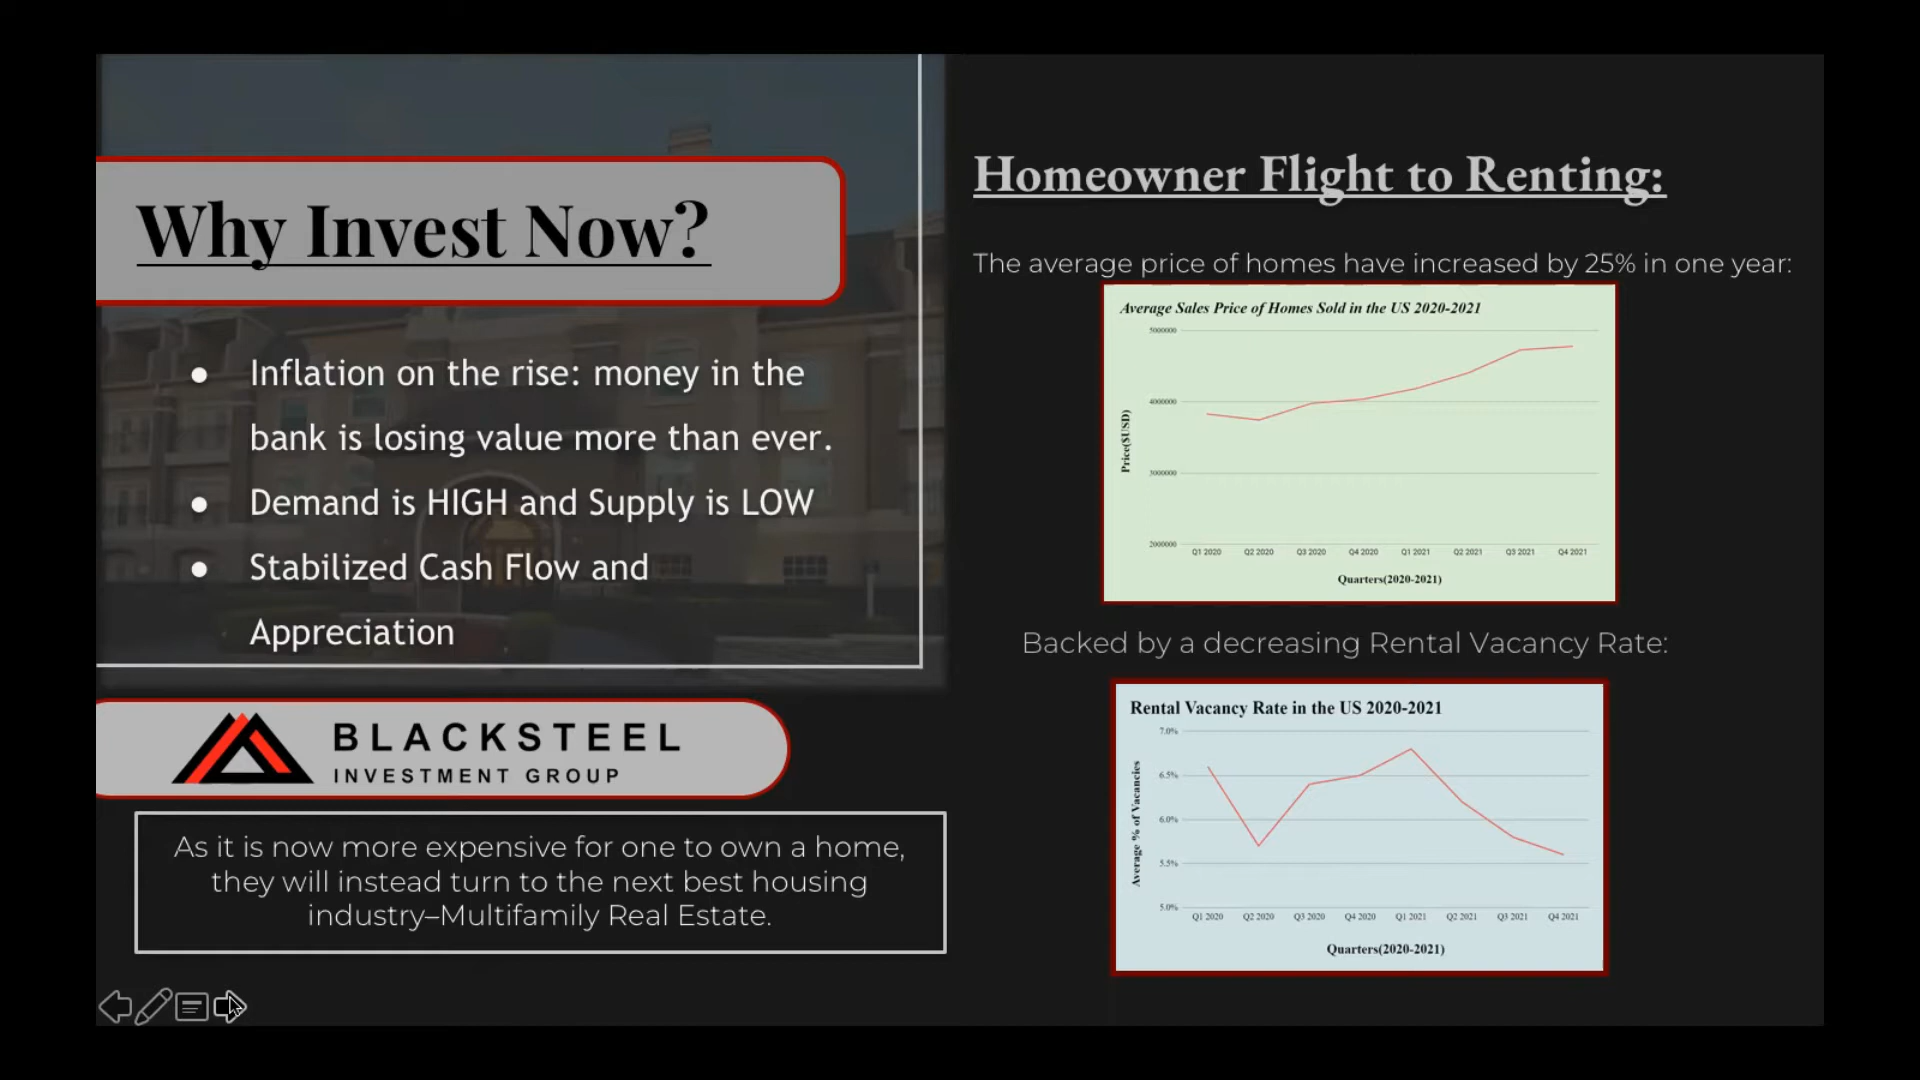 Why Invest Now?
● Inflation on the rise: money in the
bank is losing value more than ever.
● Demand is HIGH and Supply is LOW
● Stabilized Cash Flow and
Appreciation
BLACKSTEEL
INVESTMENT GROUP
As it is now more expensive for one to own a home,
they will instead turn to the next best housing
industry–Multifamily Real Estate.
Homeowner Flight to Renting:
The average price of homes have increased by 25% in one year:
Average Sales Price of Homes Sold in the US 2020-2021
Price($USD)
5000000
4000000
3000000
2000000
Q1 2020 Q2 2020 Q3 2020 Q4 2020 Q1 2021 Q2 2021 Q3 2021 Q4 2021
Quarters(2020-2021)
Backed by a decreasing Rental Vacancy Rate:
Rental Vacancy Rate in the US 2020-2021
Average % of Vacancies
7.0%
6.5%
6.0%
5.5%
5.0%
Q1 2020 Q2 2020 Q3 2020 Q4 2020 Q1 2021 Q2 2021 Q3 2021 Q4 2021
Quarters(2020-2021)